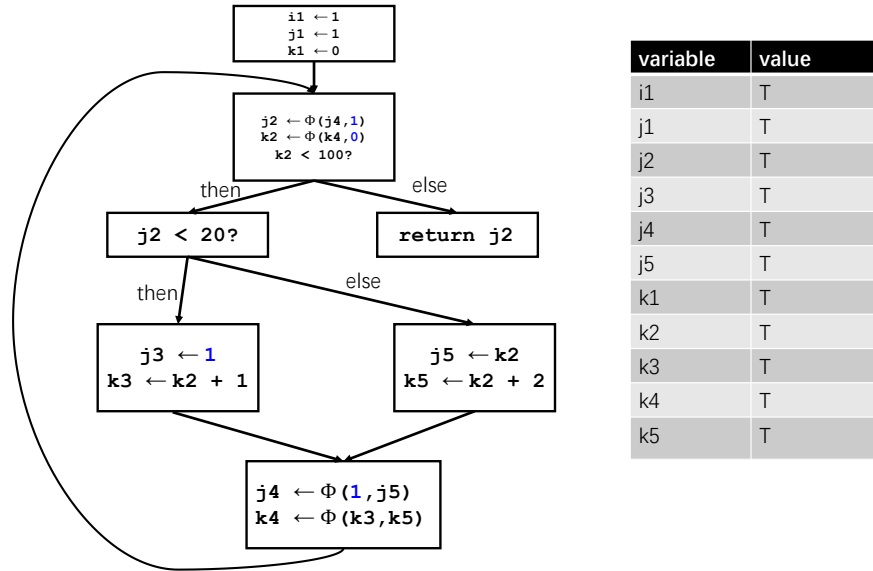 i1 ← 1
j1 ← 1
k1 ← 0
j2 ← Φ(j4,1)
k2 ← Φ(k4,0)
k2 < 100?
then
else
j2 < 20?
return j2
then
else
j3 ← 1
k3 ← k2 + 1
j5 ← k2
k5 ← k2 + 2
j4 ← Φ(1,j5)
k4 ← Φ(k3,k5)
variable value
i1 T
j1 T
j2 T
j3 T
j4 T
j5 T
k1 T
k2 T
k3 T
k4 T
k5 T